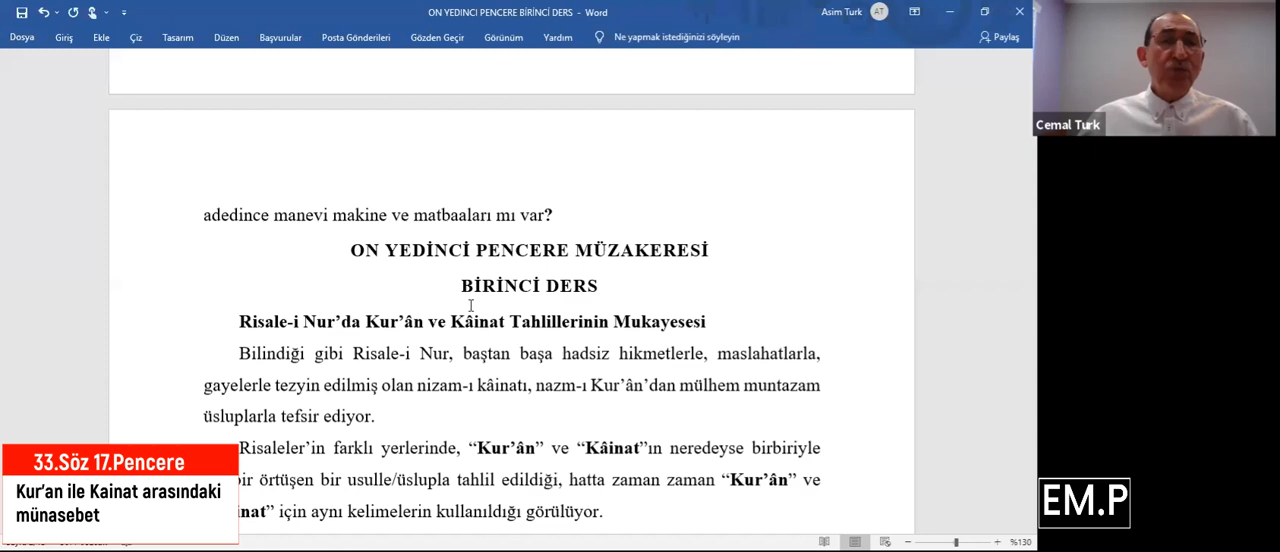 ON YEDINCI PENCERE BİRİNCİ DERS - Word
Asim Turk
AT
Dosya Giriş Ekle Çiz Tasarım Düzen Başvurular Posta Gönderileri Gözden Geçir Görünüm Yardım Ne yapmak istediğinizi söyleyin Paylaş
adedince manevi makine ve matbaaları mı var?
ON YEDİNCİ PENCERE MÜZAKERESİ
BİRİNCİ DERS
Risale-i Nur’da Kur’ân ve Kâinat Tahlillerinin Mukayesesi
Bilindiği gibi Risale-i Nur, baştan başa hadsiz hikmetlerle, maslahatlarla,
gayelerle tezyin edilmiş olan nizam-ı kâinatı, nazm-ı Kur’ân’dan mülhem muntazam
üsluplarla tefsir ediyor.
Risaleler’in farklı yerlerinde, “Kur’ân” ve “Kâinat”ın neredeyse birbiriyle
bir örtüşen bir usulle/üslupla tahlil edildiği, hatta zaman zaman “Kur’ân” ve
nat” için aynı kelimelerin kullanıldığı görülüyor.
33.Söz 17.Pencere
Kur'an ile Kainat arasındaki
münasebet
Cemal Turk
EM.P
%130